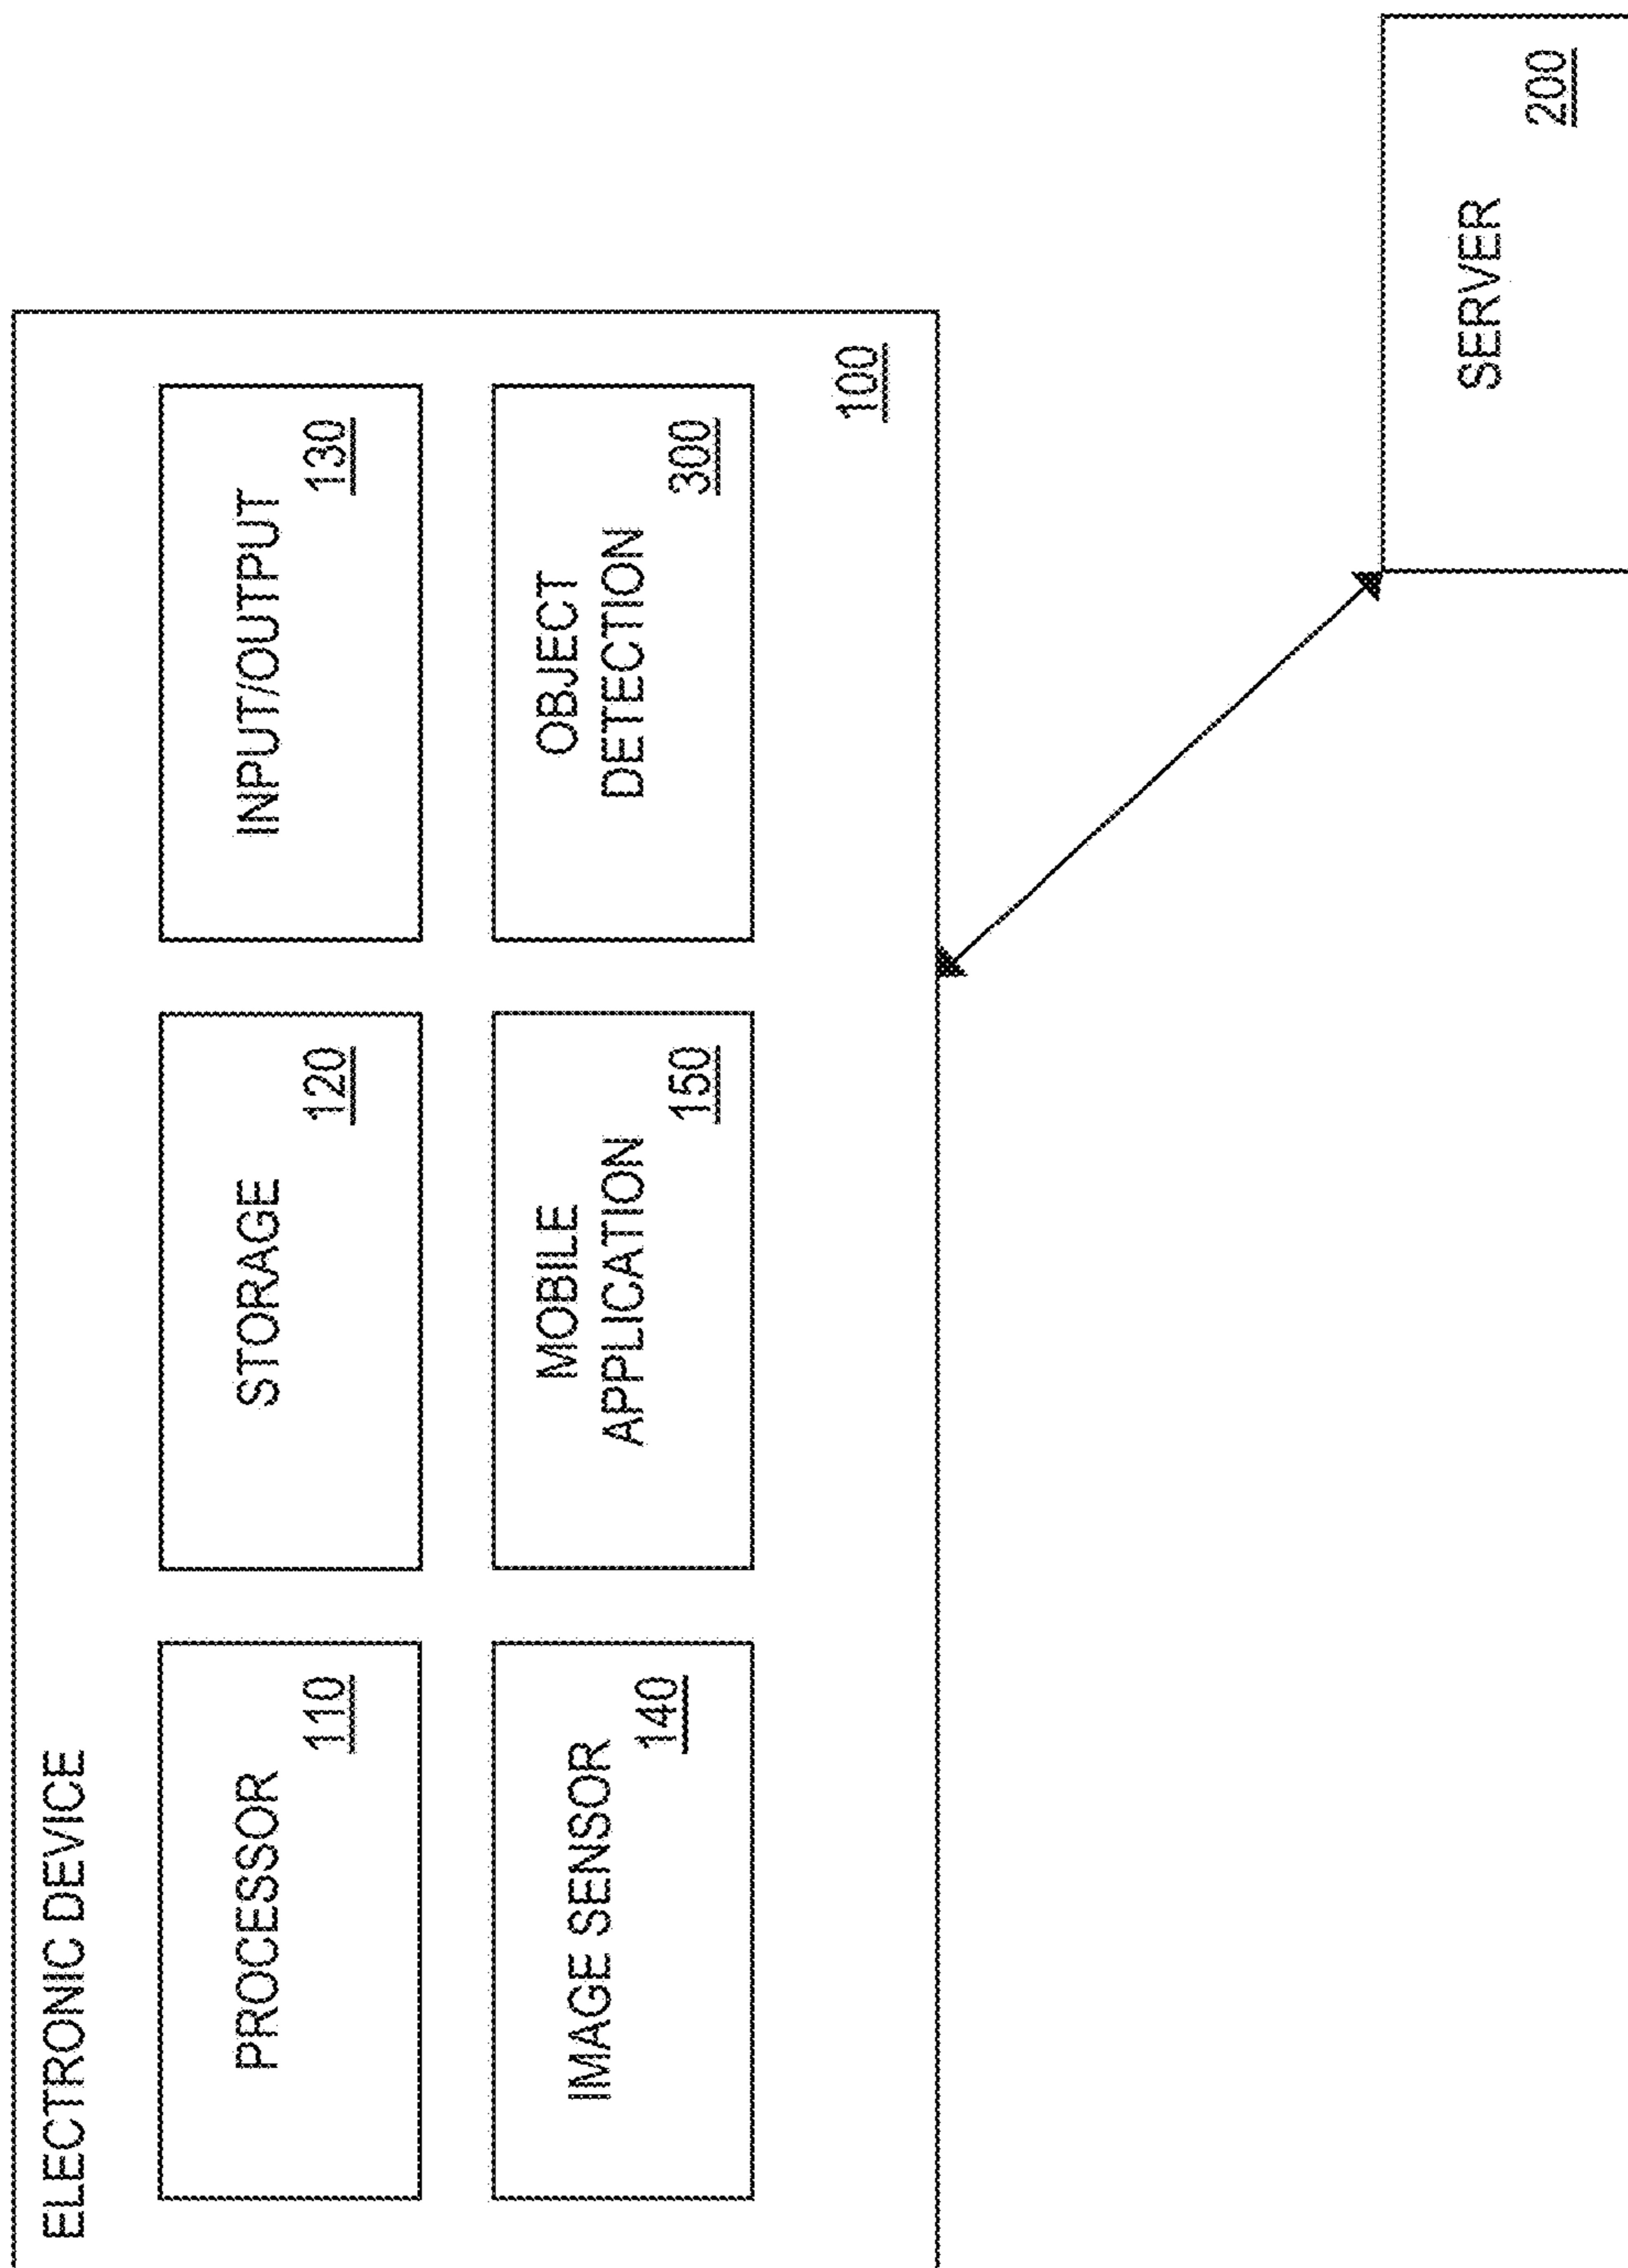 ELECTRONIC DEVICE
PROCESSOR
110
STORAGE
120
INPUT/OUTPUT
130
IMAGE SENSOR
140
MOBILE
APPLICATION
150
OBJECT
DETECTION
300
100
SERVER
200